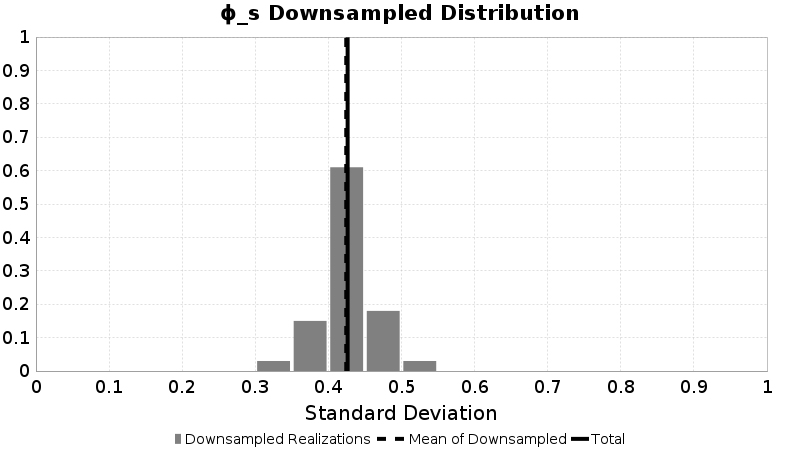 ϕ_s Downsampled Distribution
1
0.9
0.8
0.7
0.6
0.5
0.4
0.3
0.2
0.1
0
0 0.1 0.2 0.3 0.4 0.5 0.6 0.7 0.8 0.9 1
Standard Deviation
Downsampled Realizations Mean of Downsampled Total